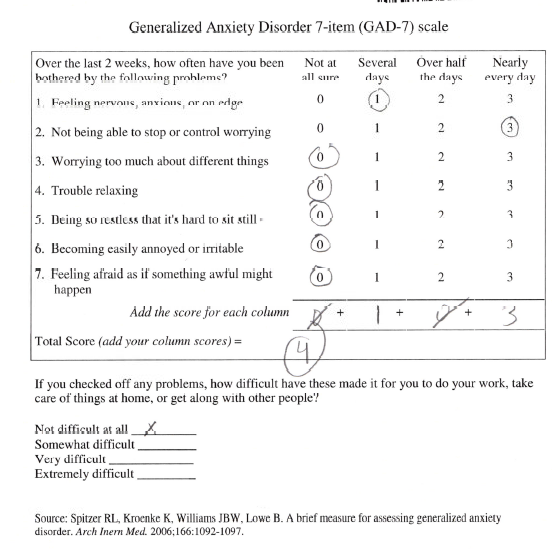 Generalized Anxiety Disorder 7-item (GAD-7) scale
Over the last 2 weeks, how often have you been bothered by the following problems? Not at all sure Several days Over half the days Nearly every day
1. Feeling nervous, anxious, or on edge 0 1 2 3
2. Not being able to stop or control worrying 0 1 2 3
3. Worrying too much about different things 0 1 2 3
4. Trouble relaxing 0 1 2 3
5. Being so restless that it's hard to sit still 0 1 2 3
6. Becoming easily annoyed or irritable 0 1 2 3
7. Feeling afraid as if something awful might happen 0 1 2 3
Add the score for each column 0 + 1 + 0 + 3
Total Score (add your column scores) = 4
If you checked off any problems, how difficult have these made it for you to do your work, take
care of things at home, or get along with other people?
Not difficult at all X
Somewhat difficult
Very difficult
Extremely difficult
Source: Spitzer RL, Kroenke K, Williams JBW, Lowe B. A brief measure for assessing generalized anxiety
disorder. Arch Inern Med. 2006;166:1092-1097.